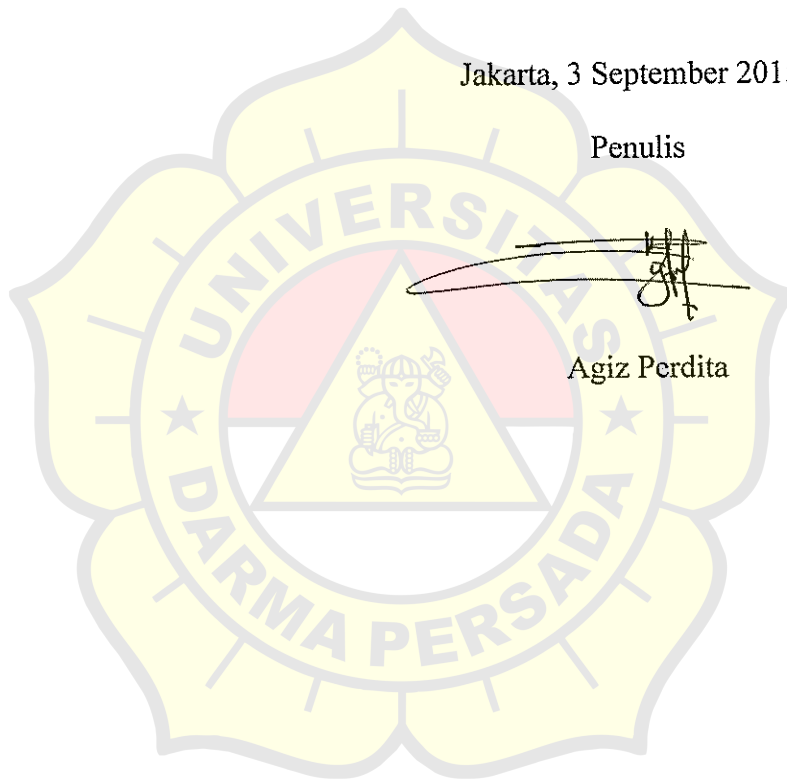 Jakarta, 3 September 201
Penulis
Agiz Perdita
UNIVERSITAS
DARMA PERSADA